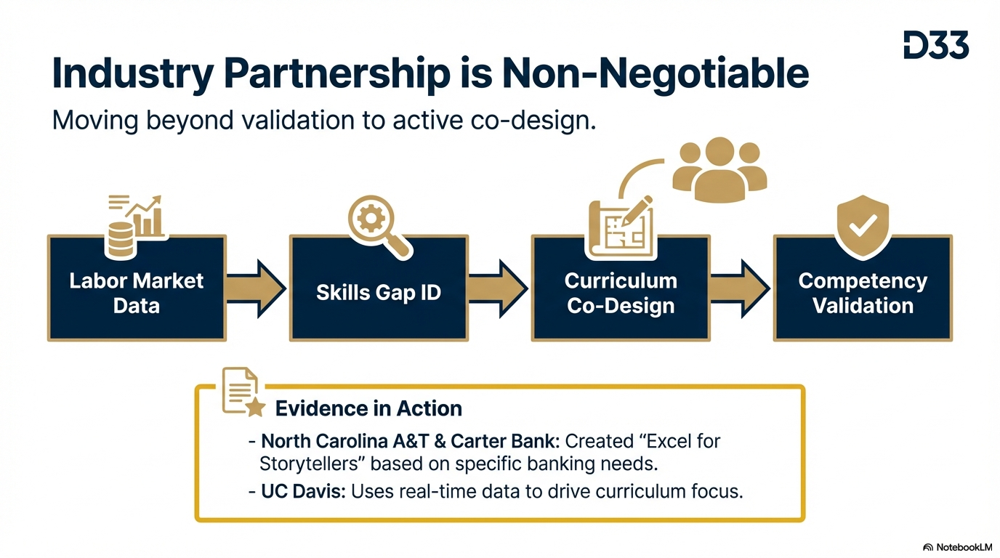 D33
Industry Partnership is Non-Negotiable
Moving beyond validation to active co-design.
Labor Market
Data
Skills Gap ID
Curriculum
Co-Design
Competency
Validation
Evidence in Action
- North Carolina A&T & Carter Bank: Created “Excel for
Storytellers” based on specific banking needs.
- UC Davis: Uses real-time data to drive curriculum focus.
NotebookLM